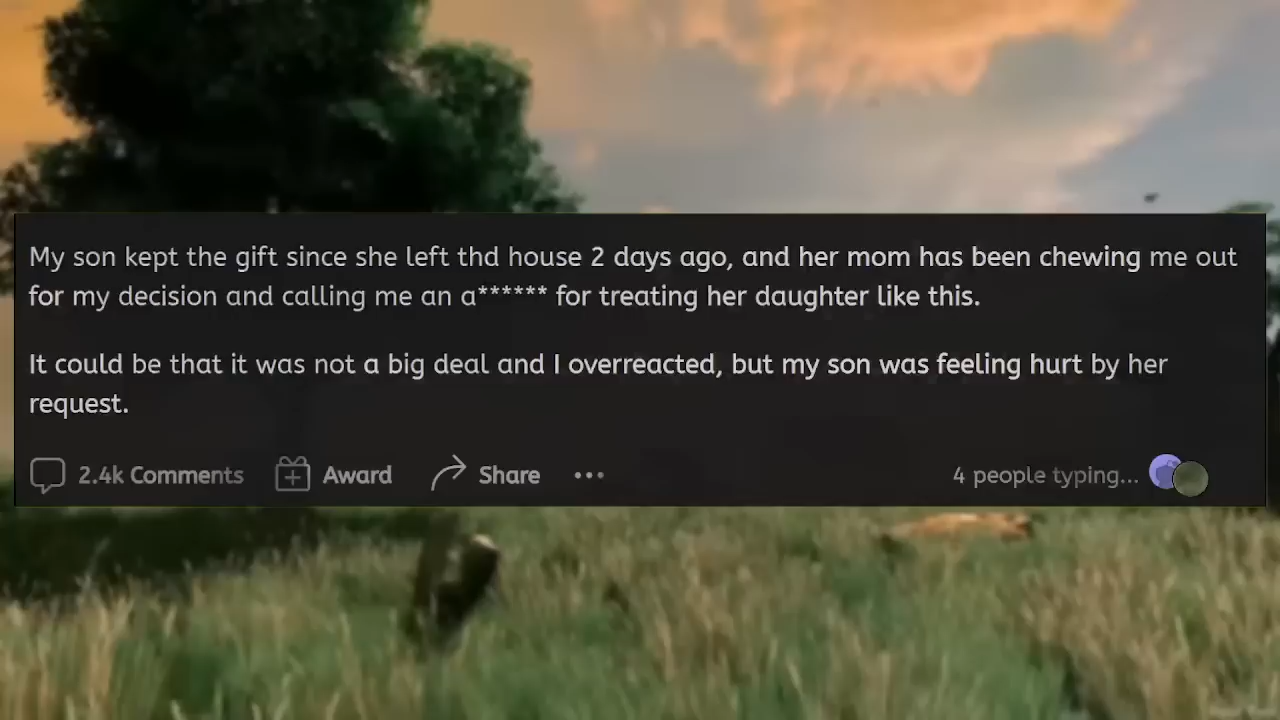 My son kept the gift since she left thd house 2 days ago, and her mom has been chewing me out
for my decision and calling me an a****** for treating her daughter like this.
It could be that it was not a big deal and I overreacted, but my son was feeling hurt by her
request.
2.4k Comments Award Share ••• 4 people typing...